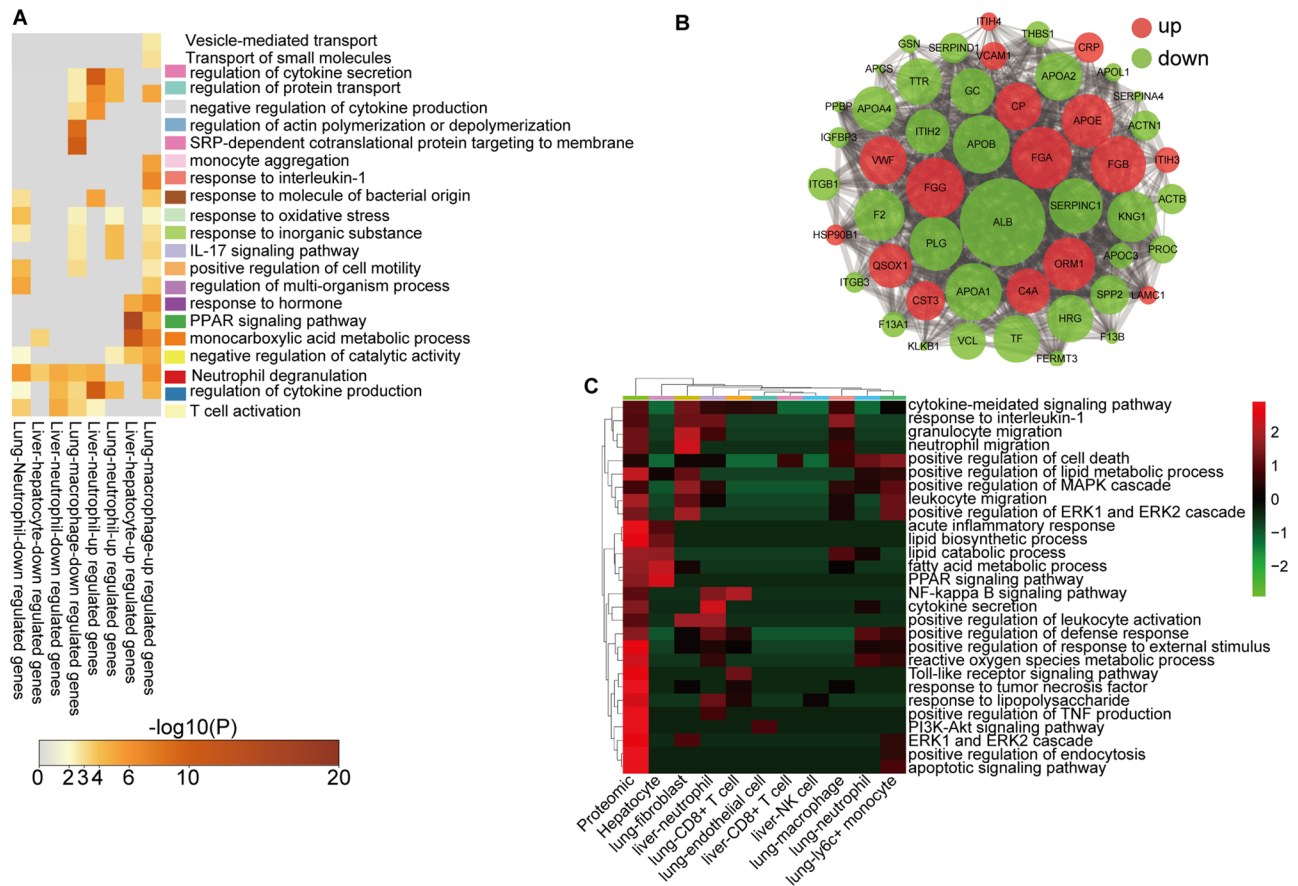 A
Vesicle-mediated transport
Transport of small molecules
regulation of cytokine secretion
regulation of protein transport
negative regulation of cytokine production
regulation of actin polymerization or depolymerization
SRP-dependent cotranslational protein targeting to membrane
monocyte aggregation
response to interleukin-1
response to molecule of bacterial origin
response to oxidative stress
response to inorganic substance
IL-17 signaling pathway
positive regulation of cell motility
regulation of multi-organism process
response to hormone
PPAR signaling pathway
monocarboxylic acid metabolic process
negative regulation of catalytic activity
Neutrophil degranulation
regulation of cytokine production
T cell activation
Lung-Neutrophil-down regulated genes
Liver-hepatocyte-down regulated genes
Liver-neutrophil-down regulated genes
Lung-macrophage-down regulated genes
Liver-neutrophil-up regulated genes
Lung-neutrophil-up regulated genes
Liver-hepatocyte-up regulated genes
Lung-macrophage-up regulated genes
-log10(P)
0 2 3 4 6 10 20
B
up
down
ITIH4
THBS1
CRP
GSN
SERPIND1
VCAM1
APCS
TTR
GC
APOA2
APOL1
PPBP
APOA4
CP
SERPINA4
IGFBP3
ITIH2
APOB
APOE
ACTN1
VWF
FGA
FGB
ITIH3
ITGB1
FGG
ALB
SERPINC1
KNG1
ACTB
F2
HSP90B1
PLG
APOC3
PROC
QSOX1
ORM1
ITGB3
CST3
APOA1
C4A
SPP2
LAMC1
F13A1
HRG
KLKB1
VCL
TF
F13B
FERMT3
C
cytokine-meidated signaling pathway
response to interleukin-1
granulocyte migration
neutrophil migration
positive regulation of cell death
positive regulation of lipid metabolic process
positive regulation of MAPK cascade
leukocyte migration
positive regulation of ERK1 and ERK2 cascade
acute inflammatory response
lipid biosynthetic process
lipid catabolic process
fatty acid metabolic process
PPAR signaling pathway
NF-kappa B signaling pathway
cytokine secretion
positive regulation of leukocyte activation
positive regulation of defense response
positive regulation of response to external stimulus
reactive oxygen species metabolic process
Toll-like receptor signaling pathway
response to tumor necrosis factor
response to lipopolysaccharide
positive regulation of TNF production
PI3K-Akt signaling pathway
ERK1 and ERK2 cascade
positive regulation of endocytosis
apoptotic signaling pathway
Proteomic
Hepatocyte
lung-fibroblast
liver-neutrophil
lung-CD8+ T cell
lung-endothelial cell
liver-CD8+ T cell
liver-NK cell
lung-macrophage
lung-neutrophil
lung-ly6c+ monocyte
2
1
0
−1
−2